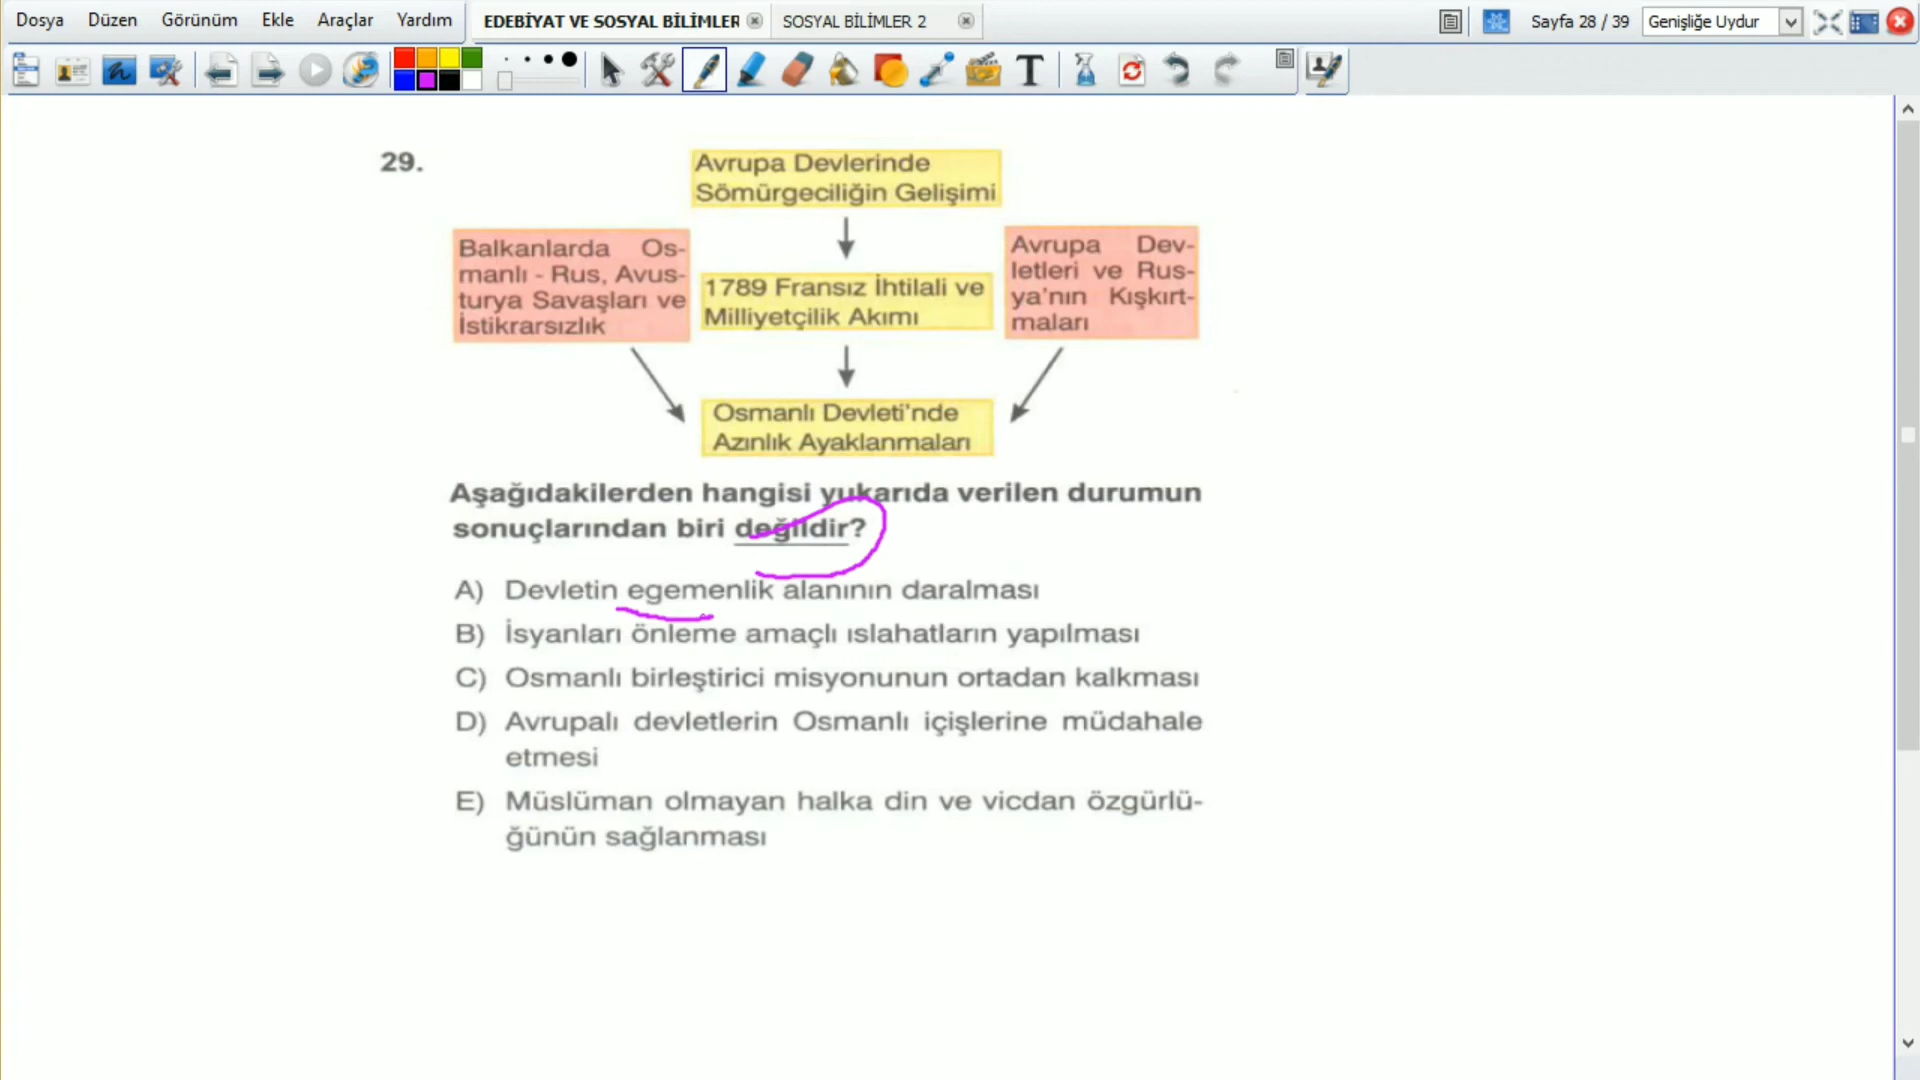 Dosya Düzen Görünüm Ekle Araçlar Yardım EDEBİYAT VE SOSYAL BİLİMLER SOSYAL BİLİMLER 2 Sayfa 28 / 39 Genişliğe Uydur
T
29.
Avrupa Devlerinde
Sömürgeciliğin Gelişimi
Balkanlarda Os-
manlı - Rus, Avus-
turya Savaşları ve
İstikrarsızlık
1789 Fransız İhtilali ve
Milliyetçilik Akımı
Avrupa Dev-
letleri ve Rus-
ya'nın Kışkırt-
maları
Osmanlı Devleti'nde
Azınlık Ayaklanmaları
Aşağıdakilerden hangisi yukarıda verilen durumun
sonuçlarından biri değildir?
A) Devletin egemenlik alanının daralması
B) İsyanları önleme amaçlı ıslahatların yapılması
C) Osmanlı birleştirici misyonunun ortadan kalkması
D) Avrupalı devletlerin Osmanlı içişlerine müdahale
etmesi
E) Müslüman olmayan halka din ve vicdan özgürlü-
ğünün sağlanması